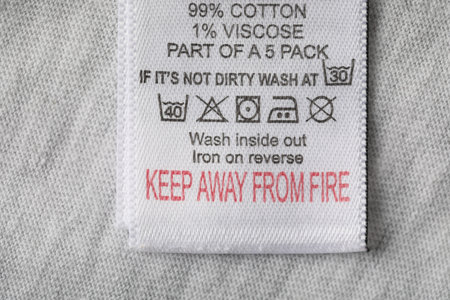 99% COTTON
1% VISCOSE
PART OF A 5 PACK
IF IT'S NOT DIRTY WASH AT 30
40
Wash inside out
Iron on reverse
KEEP AWAY FROM FIRE